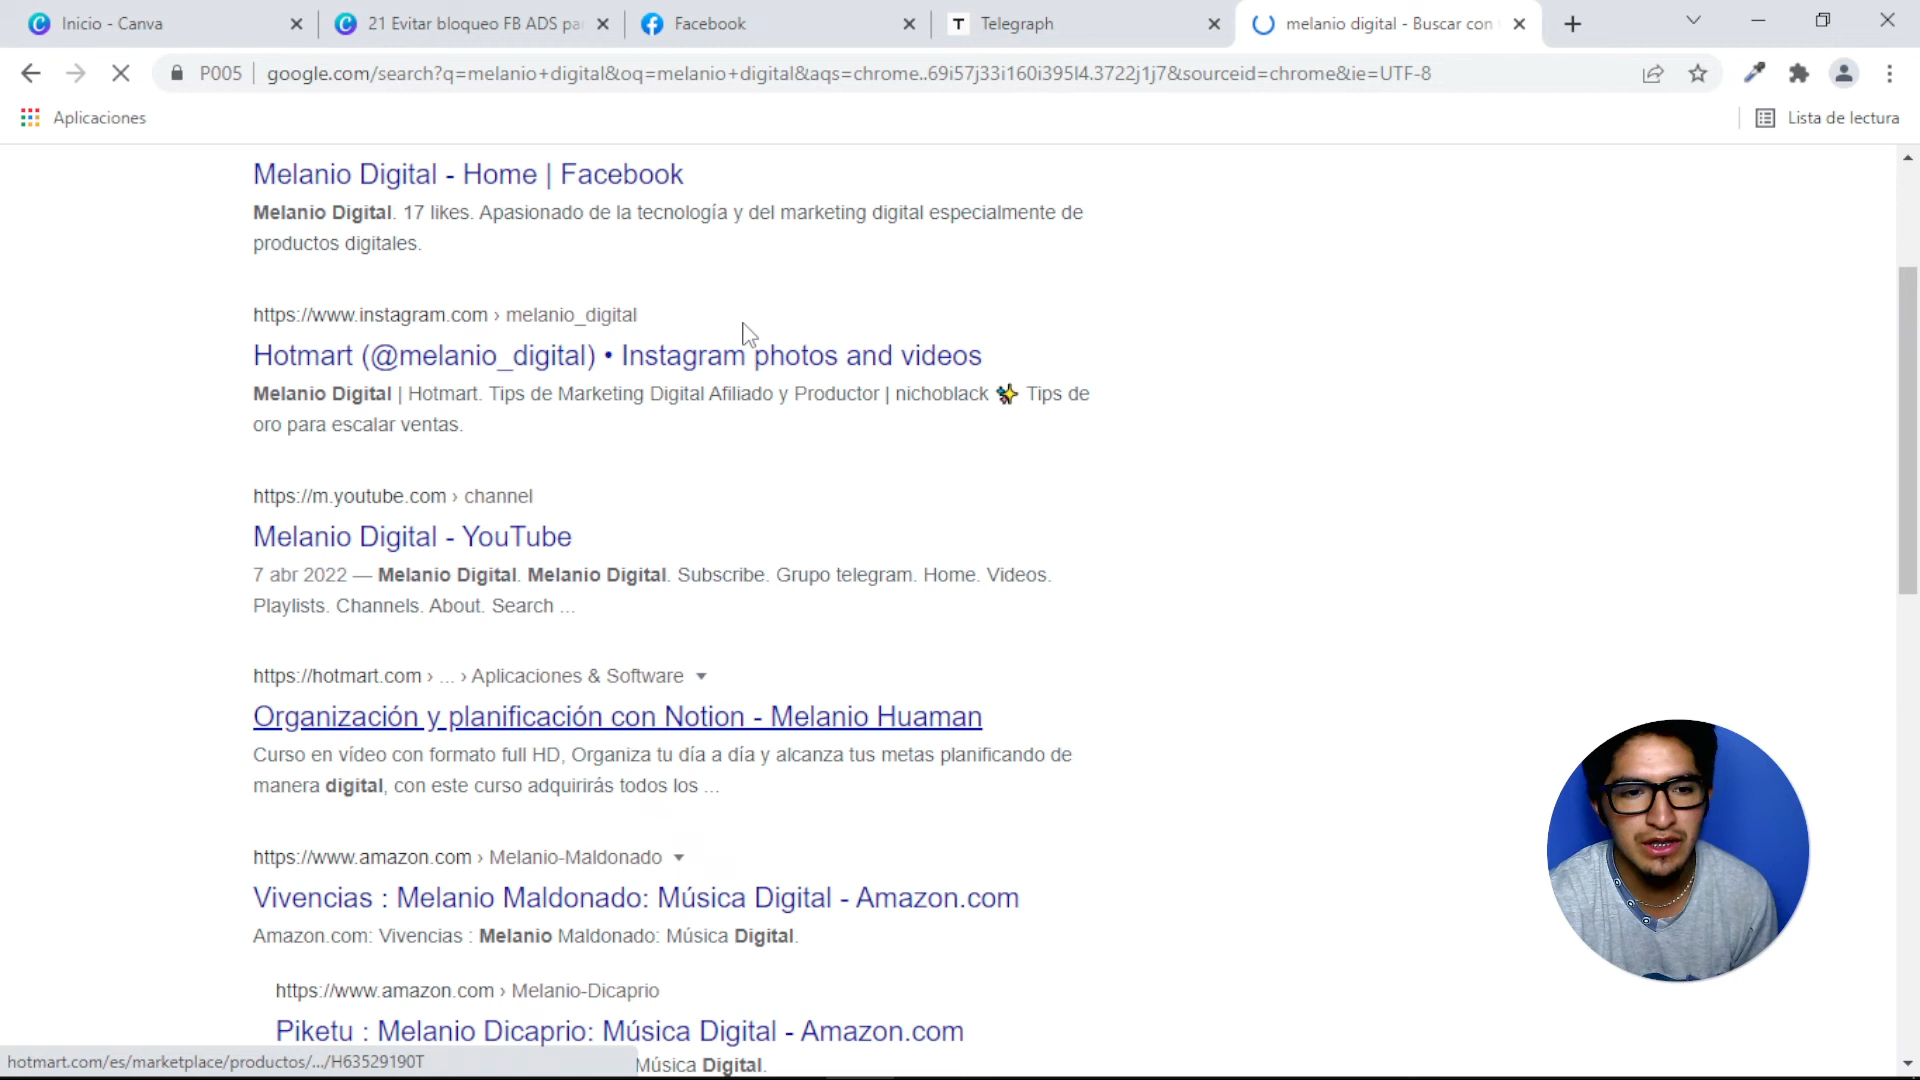 Inicio - Canva
21 Evitar bloqueo FB ADS pa
Facebook
Telegraph
melanio digital - Buscar con
P005
google.com/search?q=melanio+digital&oq=melanio+digital&aqs=chrome..69i57j33i160i395l4.3722j1j7&sourceid=chrome&ie=UTF-8
Aplicaciones
Lista de lectura
Melanio Digital - Home | Facebook
Melanio Digital. 17 likes. Apasionado de la tecnología y del marketing digital especialmente de
productos digitales.
https://www.instagram.com › melanio_digital
Hotmart (@melanio_digital) • Instagram photos and videos
Melanio Digital | Hotmart. Tips de Marketing Digital Afiliado y Productor | nichoblack ✨ Tips de
oro para escalar ventas.
https://m.youtube.com › channel
Melanio Digital - YouTube
7 abr 2022 — Melanio Digital. Melanio Digital. Subscribe. Grupo telegram. Home. Videos.
Playlists. Channels. About. Search ...
https://hotmart.com › ... › Aplicaciones & Software
Organización y planificación con Notion - Melanio Huaman
Curso en vídeo con formato full HD, Organiza tu día a día y alcanza tus metas planificando de
manera digital, con este curso adquirirás todos los ...
https://www.amazon.com › Melanio-Maldonado
Vivencias : Melanio Maldonado: Música Digital - Amazon.com
Amazon.com: Vivencias : Melanio Maldonado: Música Digital.
https://www.amazon.com › Melanio-Dicaprio
Piketu : Melanio Dicaprio: Música Digital - Amazon.com
Música Digital.
hotmart.com/es/marketplace/productos/.../H63529190T